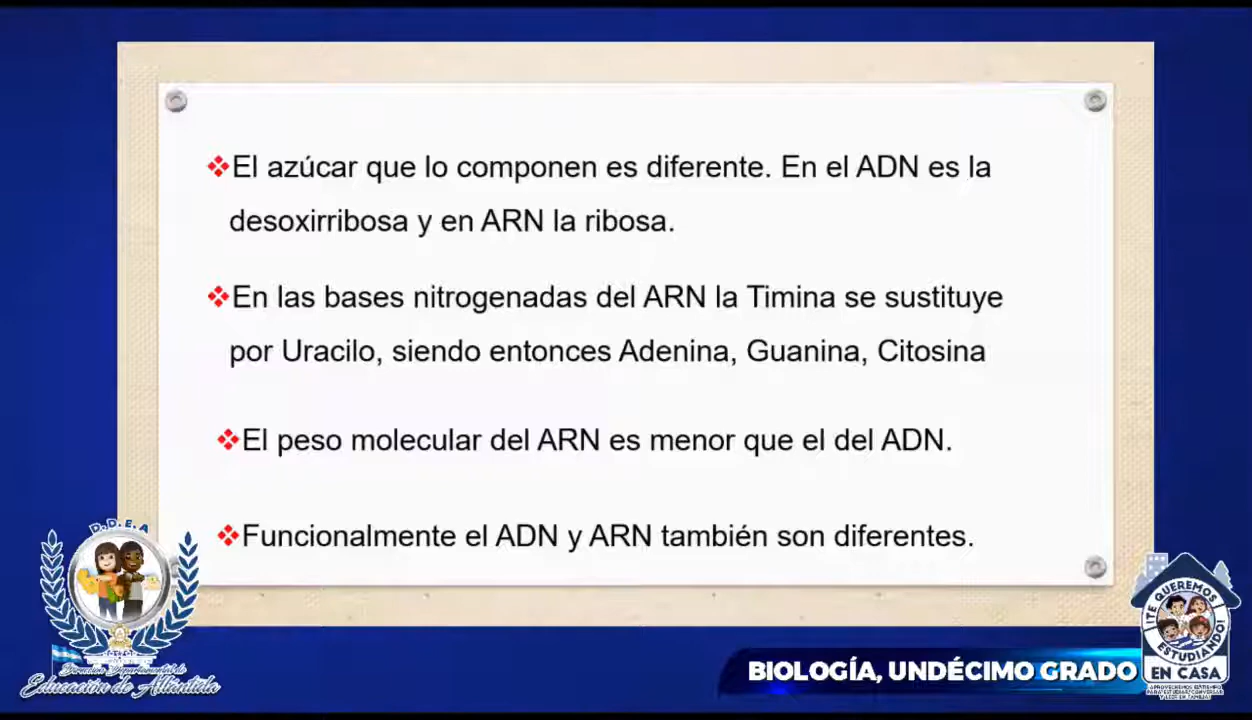 ❖El azúcar que lo componen es diferente. En el ADN es la
desoxirribosa y en ARN la ribosa.
❖En las bases nitrogenadas del ARN la Timina se sustituye
por Uracilo, siendo entonces Adenina, Guanina, Citosina
❖El peso molecular del ARN es menor que el del ADN.
❖Funcionalmente el ADN y ARN también son diferentes.
D.D.E.A
Dirección Departamental de
Educación de Atlántida
BIOLOGÍA, UNDÉCIMO GRADO
¡TE QUEREMOS
ESTUDIANDO!
EN CASA